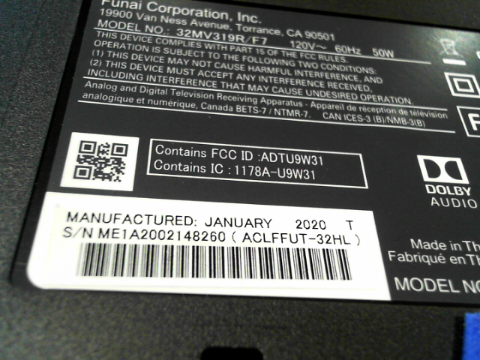 Funai Corporation, Inc.
19900 Van Ness Avenue, Torrance, CA 90501
MODEL NO.: 32MV319R/F7 120V~ 60Hz 50W
THIS DEVICE COMPLIES WITH PART 15 OF THE FCC RULES.
OPERATION IS SUBJECT TO THE FOLLOWING TWO CONDITIONS:
(1) THIS DEVICE MAY NOT CAUSE HARMFUL INTERFERENCE, AND
(2) THIS DEVICE MUST ACCEPT ANY INTERFERENCE RECEIVED,
INCLUDING INTERFERENCE THAT MAY CAUSE UNDESIRED OPERATION.
Analog and Digital Television Receiving Apparatus - Appareil de réception de télévision
analogique et numérique, Canada BETS-7 / NTMR-7. CAN ICES-3 (B)/NMB-3(B)
Contains FCC ID :ADTU9W31
Contains IC : 1178A-U9W31
DOLBY
AUDIO
MANUFACTURED: JANUARY 2020 T
S/N ME1A2002148260 ( ACLFFUT-32HL )
Made in Th
Fabriqué en Th
MODEL NO